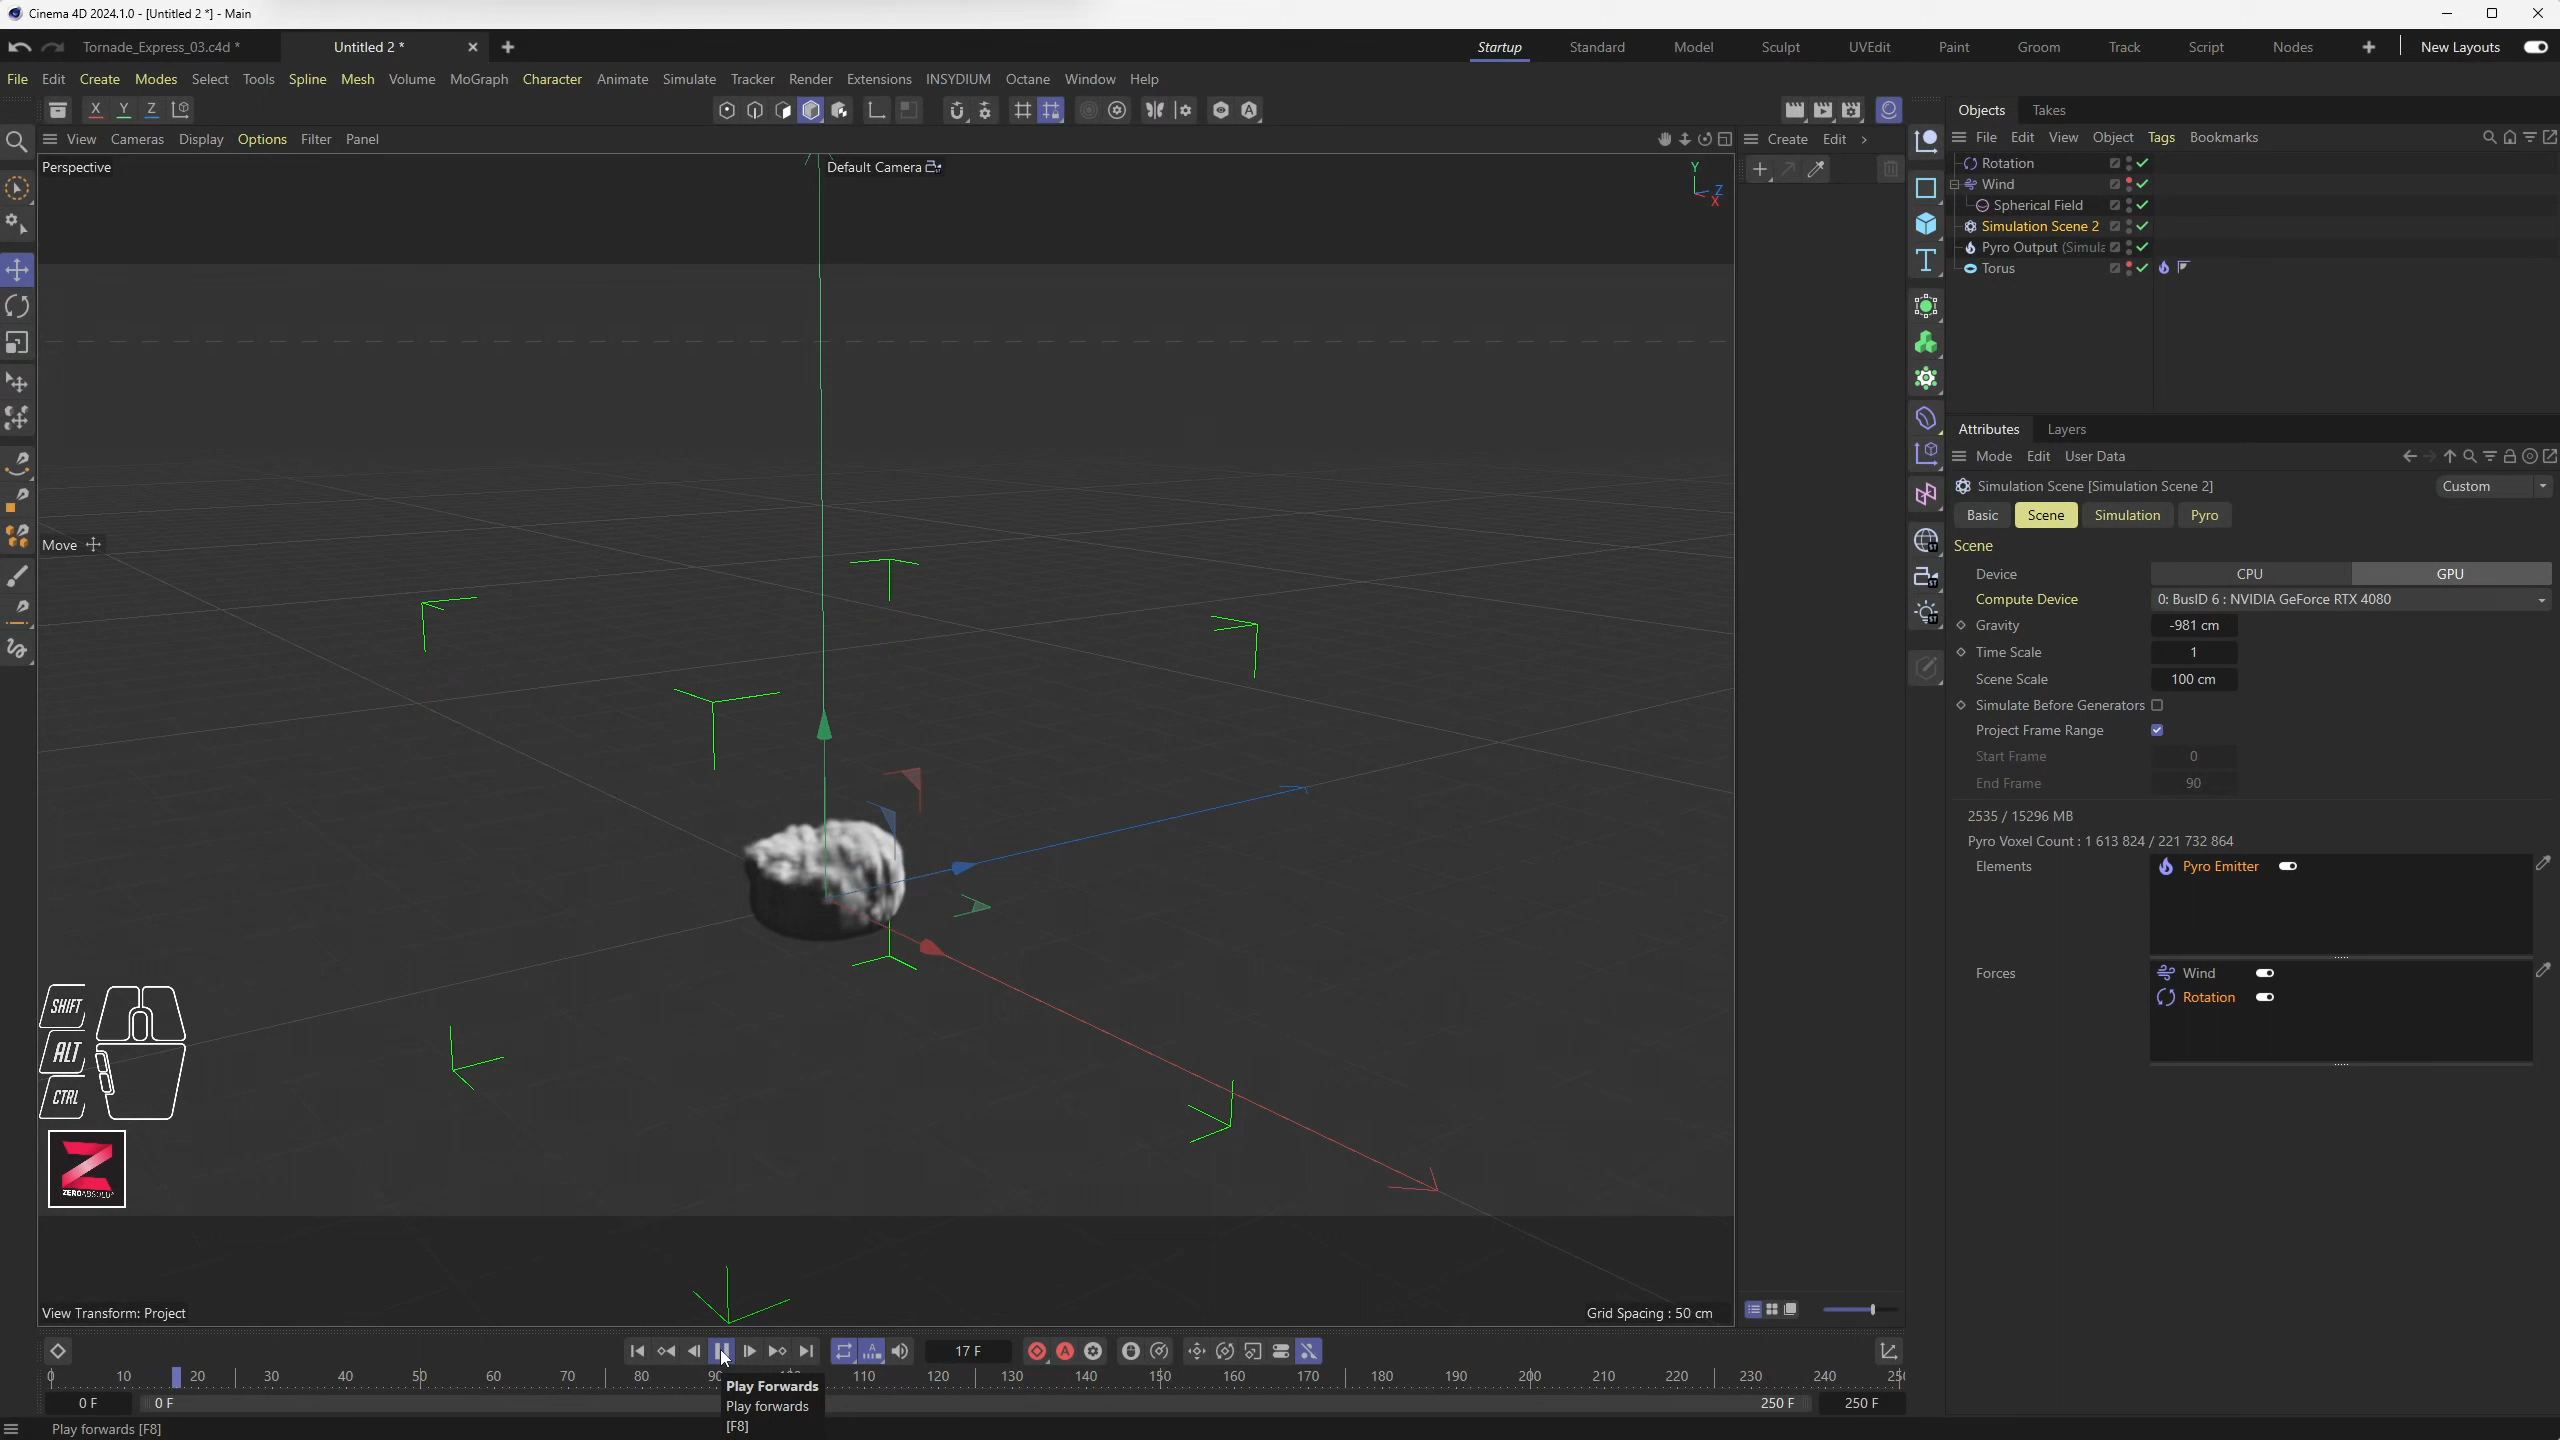 Cinema 4D 2024.1.0 - [Untitled 2 *] - Main
Tornade_Express_03.c4d *
Untitled 2 *
Startup
Standard
Model
Sculpt
UVEdit
Paint
Groom
Track
Script
Nodes
New Layouts
File Edit Create Modes Select Tools Spline Mesh Volume MoGraph Character Animate Simulate Tracker Render Extensions INSYDIUM Octane Window Help
X Y Z
View Cameras Display Options Filter Panel
Perspective
Default Camera
Y
Z
X
Move
SHIFT
ALT
CTRL
ZEROABSOLU
View Transform: Project
Grid Spacing : 50 cm
Create Edit
Objects Takes
File Edit View Object Tags Bookmarks
Rotation
Wind
Spherical Field
Simulation Scene 2
Pyro Output (Simula
Torus
Attributes Layers
Mode Edit User Data
Simulation Scene [Simulation Scene 2]
Custom
Basic Scene Simulation Pyro
Scene
Device CPU GPU
Compute Device 0: BusID 6 : NVIDIA GeForce RTX 4080
Gravity -981 cm
Time Scale 1
Scene Scale 100 cm
Simulate Before Generators
Project Frame Range
Start Frame 0
End Frame 90
2535 / 15296 MB
Pyro Voxel Count : 1 613 824 / 221 732 864
Elements Pyro Emitter
Forces Wind
Rotation
17 F
0 10 20 30 40 50 60 70 80 90 110 120 130 140 150 160 170 180 190 200 210 220 230 240 25
0 F
0 F
250 F
250 F
Play Forwards
Play forwards
[F8]
Play forwards [F8]